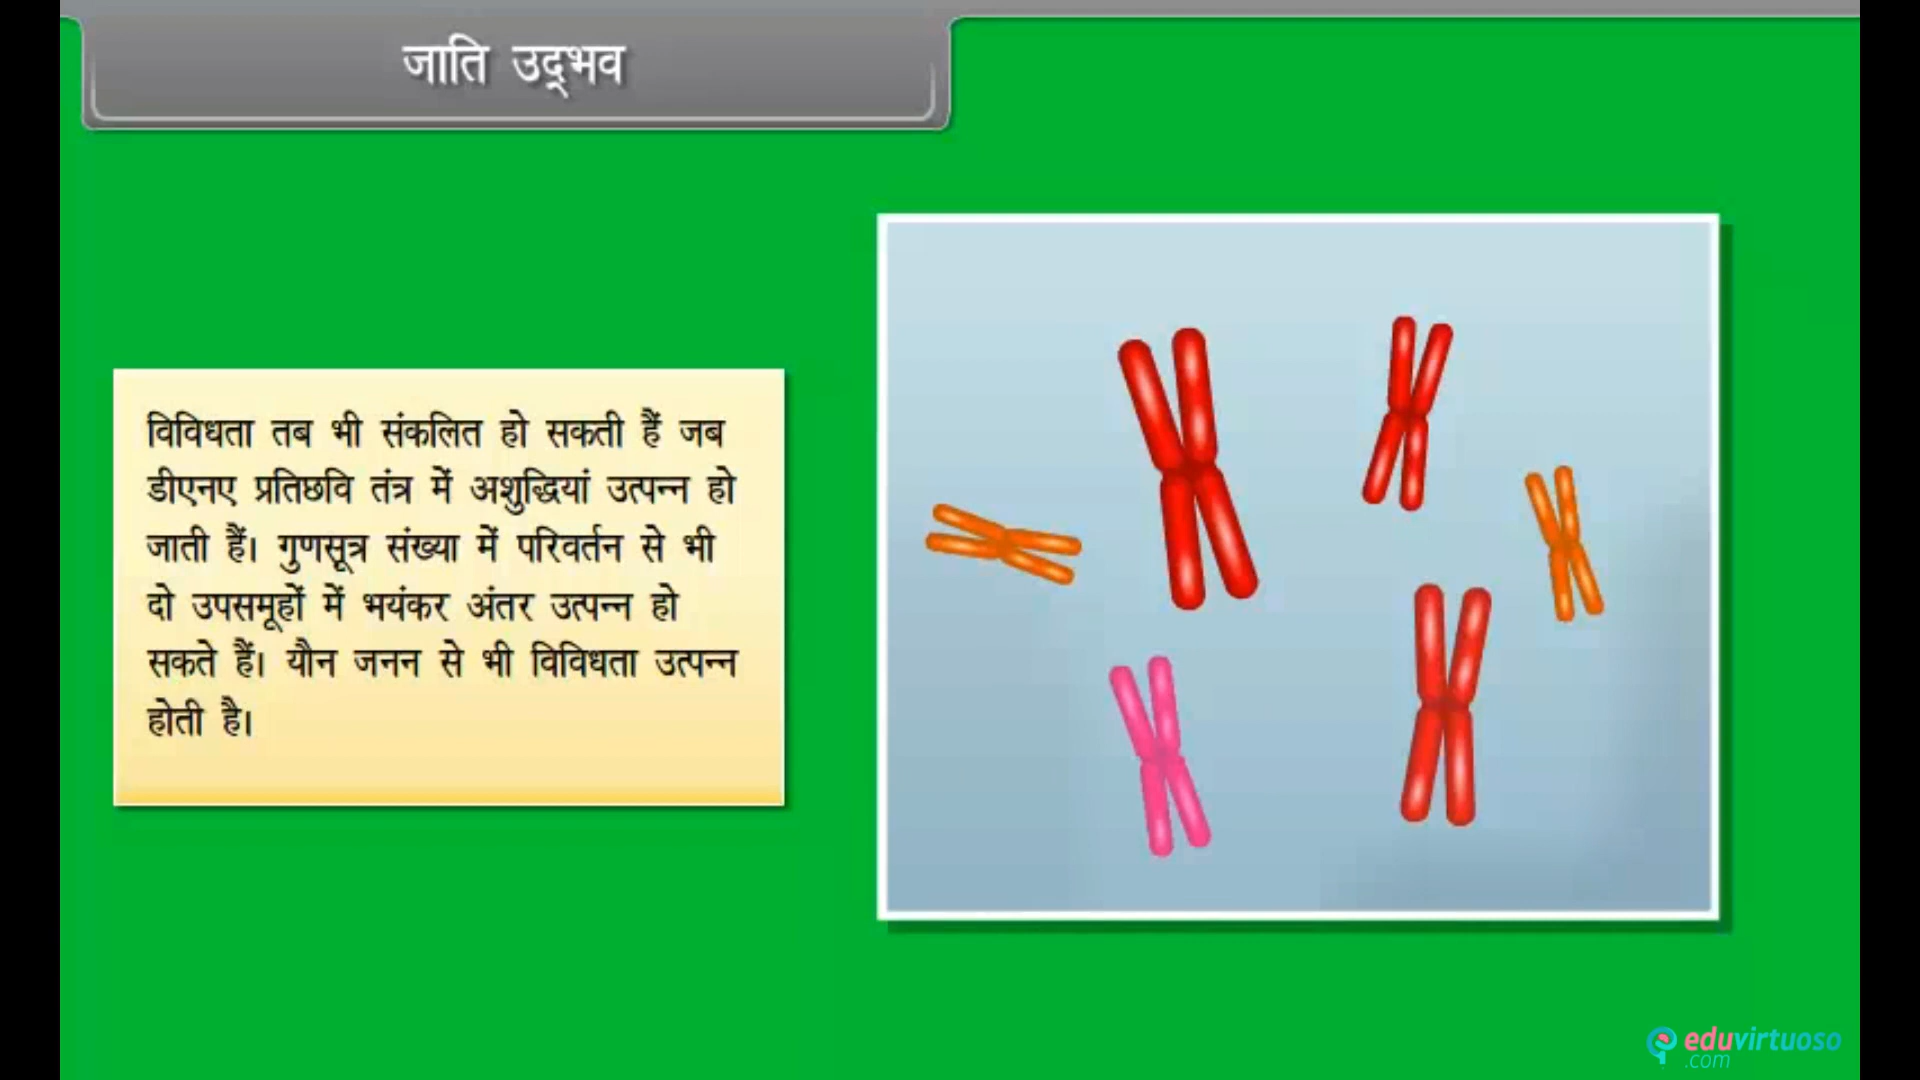 जाति उद्‌भव
विविधता तब भी संकलित हो सकती हैं जब
डीएनए प्रतिछवि तंत्र में अशुद्धियां उत्पन्न हो
जाती हैं। गुणसूत्र संख्या में परिवर्तन से भी
दो उपसमूहों में भयंकर अंतर उत्पन्न हो
सकते हैं। यौन जनन से भी विविधता उत्पन्न
होती है।
eduvirtuoso
.com